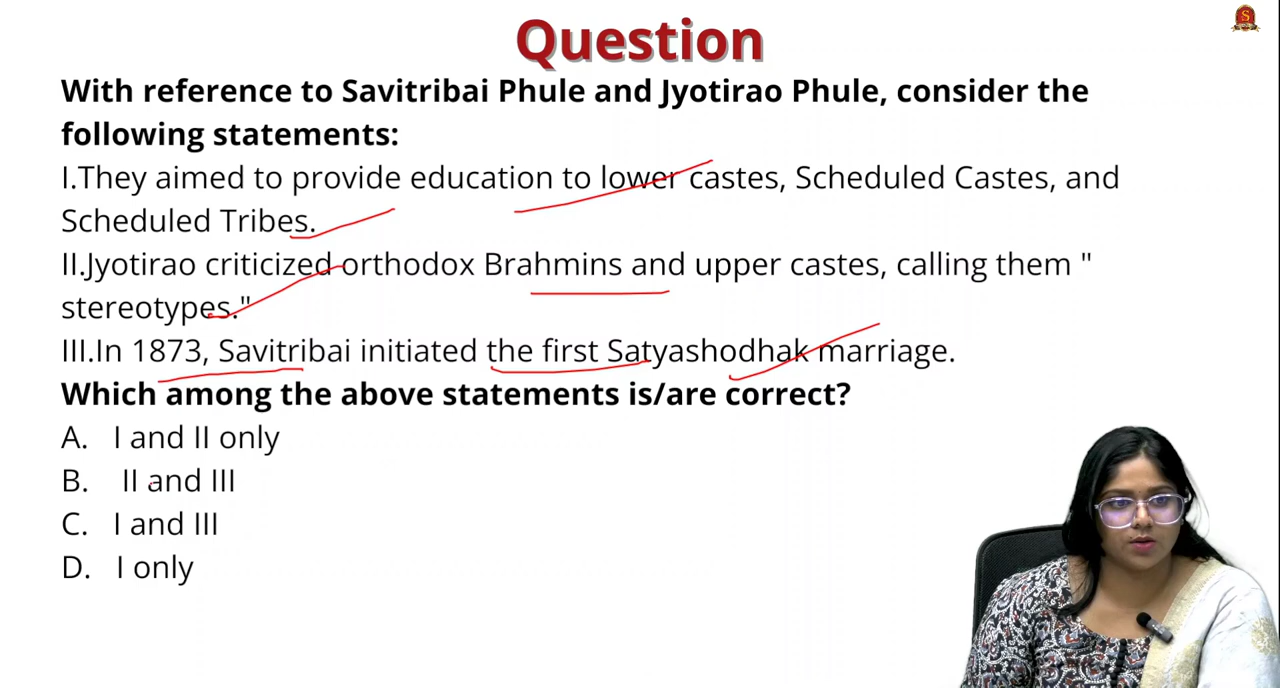 Question
With reference to Savitribai Phule and Jyotirao Phule, consider the
following statements:
I.They aimed to provide education to lower castes, Scheduled Castes, and
Scheduled Tribes.
II.Jyotirao criticized orthodox Brahmins and upper castes, calling them "
stereotypes."
III.In 1873, Savitribai initiated the first Satyashodhak marriage.
Which among the above statements is/are correct?
A. I and II only
B. II and III
C. I and III
D. I only